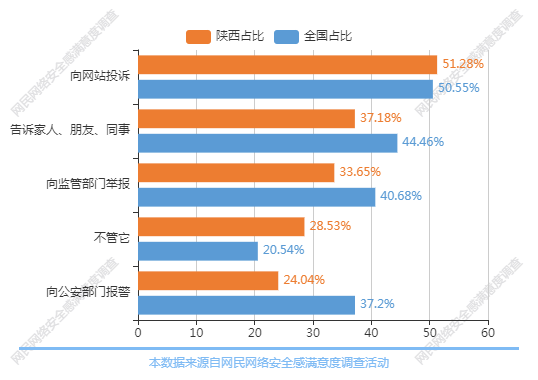 陕西占比 全国占比
向网站投诉 51.28% 50.55%
告诉家人、朋友、同事 37.18% 44.46%
向监管部门举报 33.65% 40.68%
不管它 28.53% 20.54%
向公安部门报警 24.04% 37.2%
0 10 20 30 40 50 60
本数据来源自网民网络安全感满意度调查活动
网民网络安全感满意度调查
网民网络安全感满意度调查
网民网络安全感满意度调查
网民网络安全感满意度调查